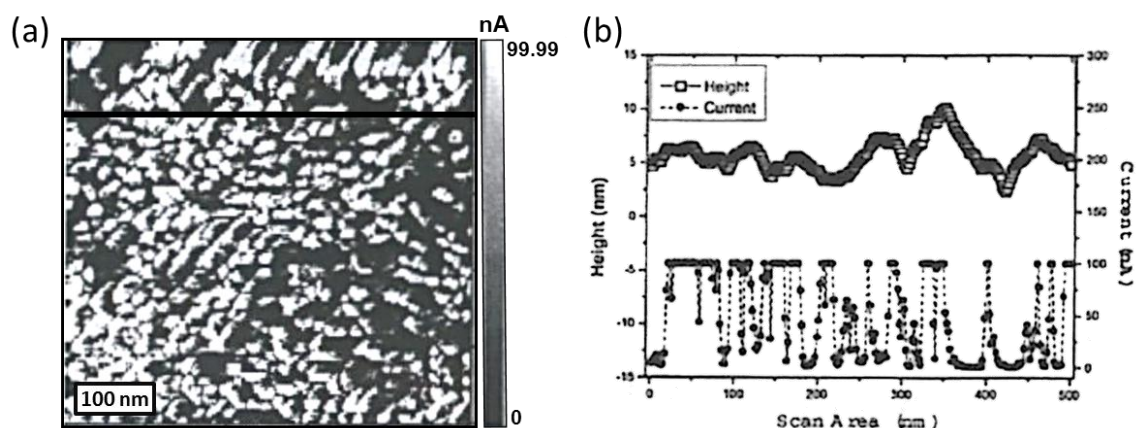 (a)
nA
99.99
0
100 nm
(b)
15
10
5
0
-5
-10
-15
Height (nm)
Height
Current
300
250
200
150
100
50
0
Current (nA)
0
100
200
300
400
500
Scan Area (nm)